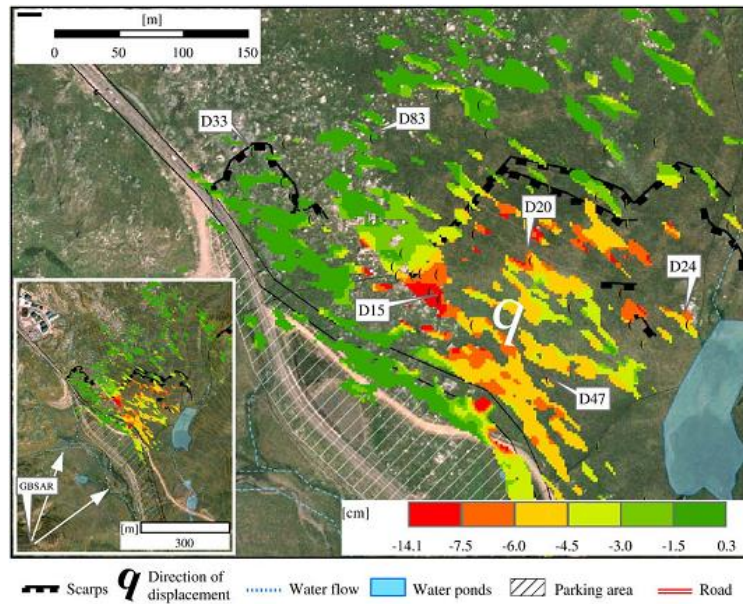 [m]
0 50 100 150
D33
D83
D20
D24
D15
q
D47
GBSAR
[m]
300
[cm]
-14.1 -7.5 -6.0 -4.5 -3.0 -1.5 0.3
Scarps
q Direction of displacement
Water flow
Water ponds
Parking area
Road